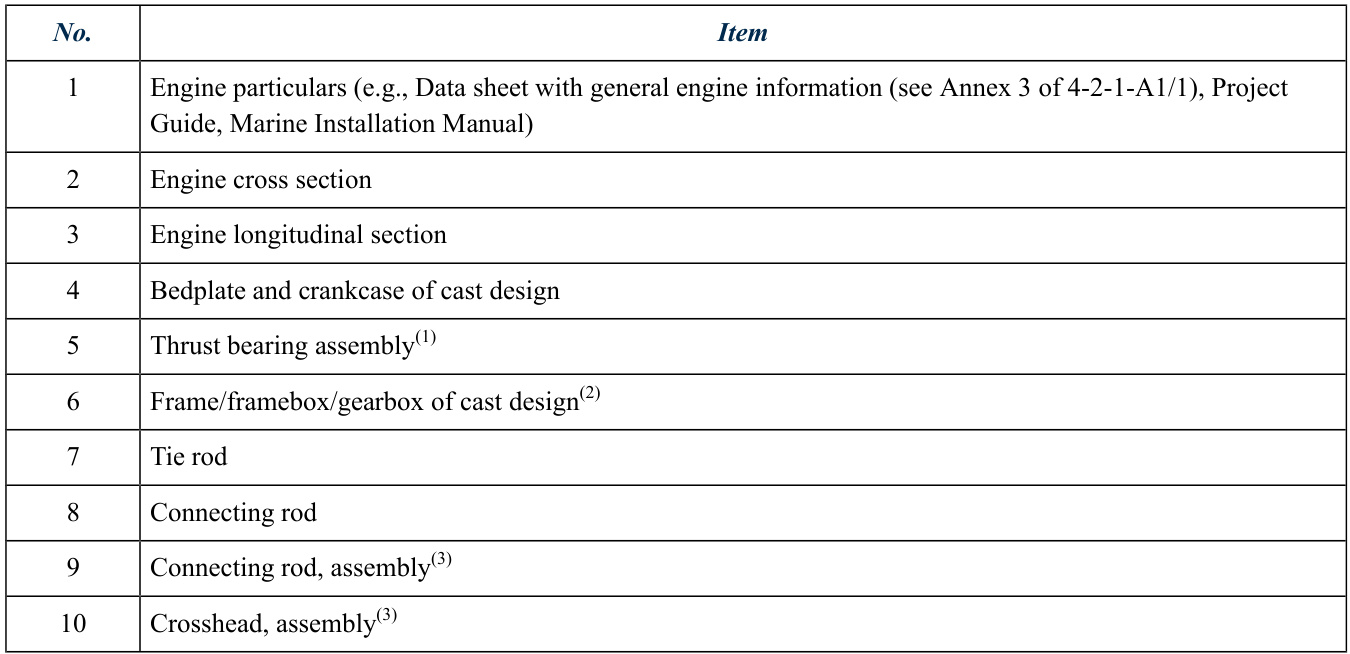 No. Item
1 Engine particulars (e.g., Data sheet with general engine information (see Annex 3 of 4-2-1-A1/1), Project
Guide, Marine Installation Manual)
2 Engine cross section
3 Engine longitudinal section
4 Bedplate and crankcase of cast design
5 Thrust bearing assembly(1)
6 Frame/framebox/gearbox of cast design(2)
7 Tie rod
8 Connecting rod
9 Connecting rod, assembly(3)
10 Crosshead, assembly(3)